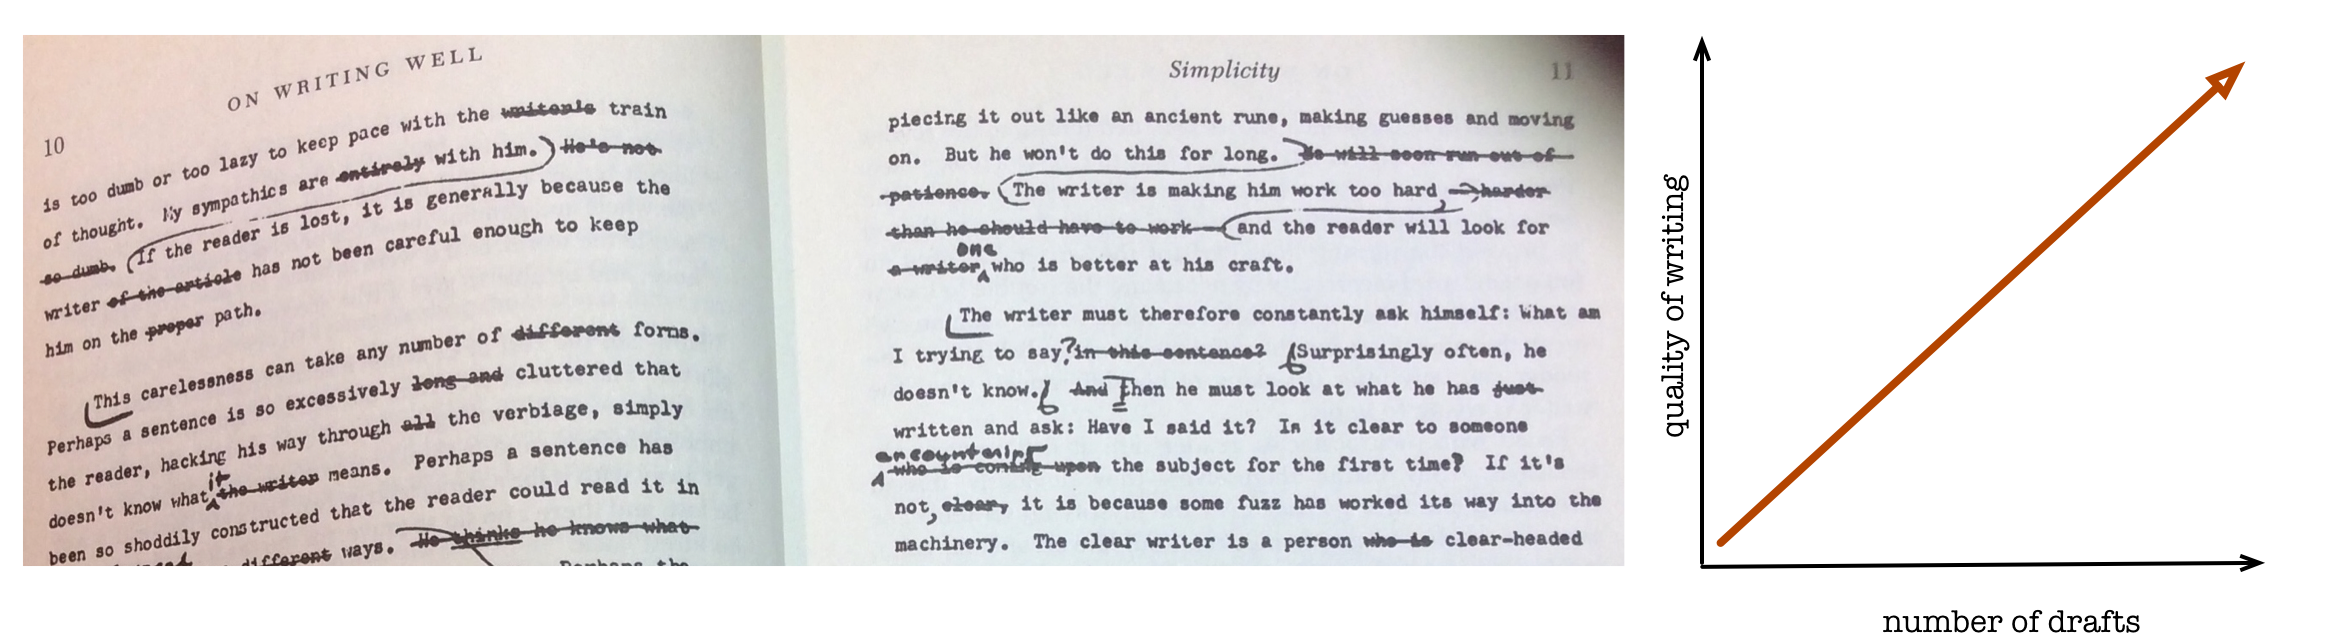 ON WRITING WELL
10
is too dumb or too lazy to keep pace with the writer's train
of thought. My sympathies are entirely with him. He's not
so dumb. If the reader is lost, it is generally because the
writer of the article has not been careful enough to keep
him on the proper path.
This carelessness can take any number of different forms.
Perhaps a sentence is so excessively long and cluttered that
the reader, hacking his way through all the verbiage, simply
it
doesn't know what the writer means. Perhaps a sentence has
been so shoddily constructed that the reader could read it in
different ways. He thinks he knows what
Perhaps the
Simplicity
11
piecing it out like an ancient rune, making guesses and moving
on. But he won't do this for long. He will soon run out of
patience. The writer is making him work too hard, harder
than he should have to work and the reader will look for
one
a writer who is better at his craft.
The writer must therefore constantly ask himself: What am
I trying to say? in this sentence? Surprisingly often, he
doesn't know. And Then he must look at what he has just
written and ask: Have I said it? Is it clear to someone
encountering
who is coming upon the subject for the first time? If it's
not, clear, it is because some fuzz has worked its way into the
machinery. The clear writer is a person who is clear-headed
quality of writing
number of drafts